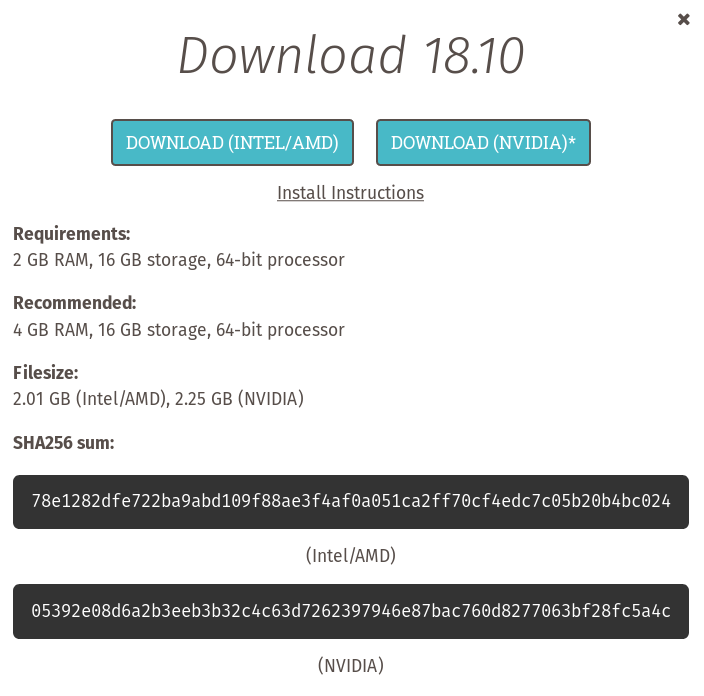 Download 18.10
DOWNLOAD (INTEL/AMD) DOWNLOAD (NVIDIA)*
Install Instructions
Requirements:
2 GB RAM, 16 GB storage, 64-bit processor
Recommended:
4 GB RAM, 16 GB storage, 64-bit processor
Filesize:
2.01 GB (Intel/AMD), 2.25 GB (NVIDIA)
SHA256 sum:
78e1282dfe722ba9abd109f88ae3f4af0a051ca2ff70cf4edc7c05b20b4bc024
(Intel/AMD)
05392e08d6a2b3eeb3b32c4c63d7262397946e87bac760d8277063bf28fc5a4c
(NVIDIA)